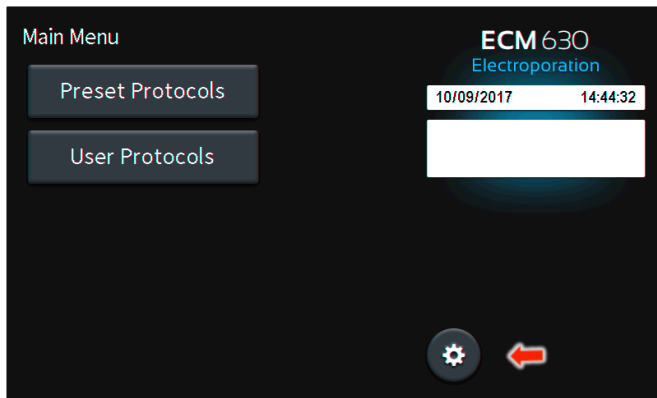 Main Menu
Preset Protocols
User Protocols
ECM 630
Electroporation
10/09/2017 14:44:32